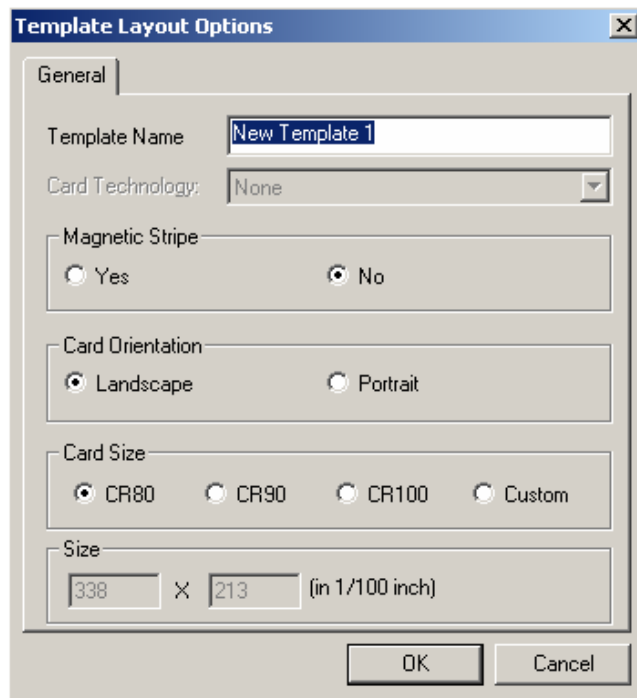 Template Layout Options
General
Template Name New Template 1
Card Technology: None
Magnetic Stripe
Yes No
Card Orientation
Landscape Portrait
Card Size
CR80 CR90 CR100 Custom
Size
338 X 213 (in 1/100 inch)
OK Cancel